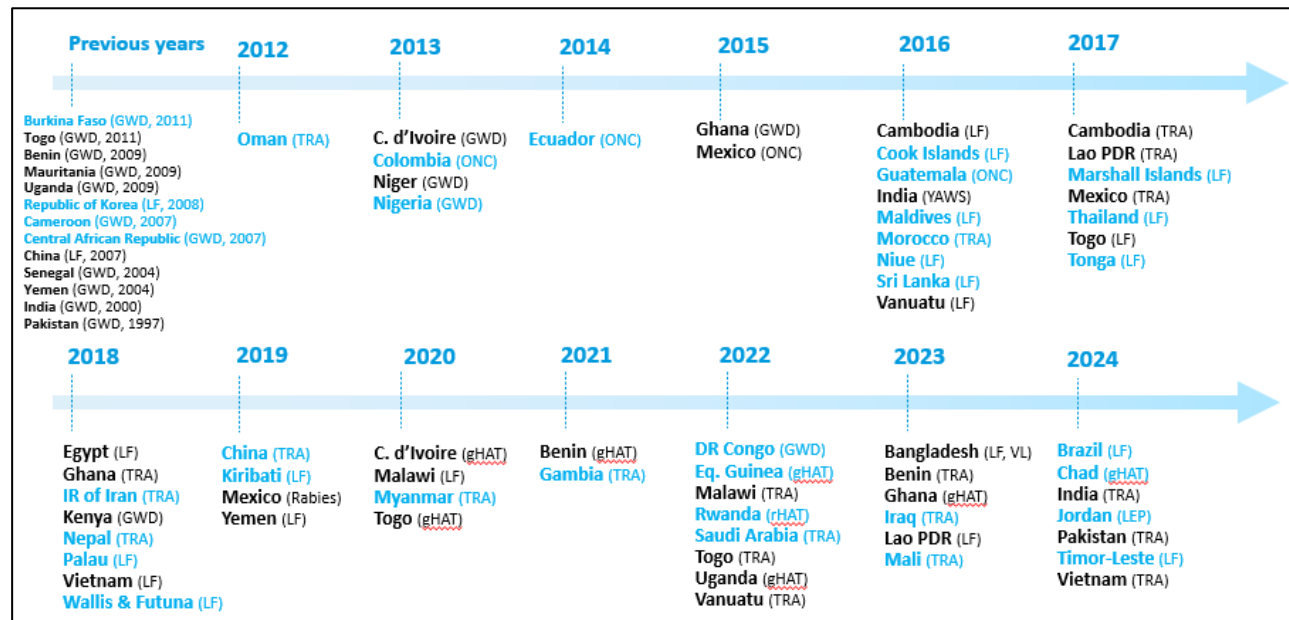 Previous years
2012
2013
2014
2015
2016
2017
Burkina Faso (GWD, 2011)
Togo (GWD, 2011)
Benin (GWD, 2009)
Mauritania (GWD, 2009)
Uganda (GWD, 2009)
Republic of Korea (LF, 2008)
Cameroon (GWD, 2007)
Central African Republic (GWD, 2007)
China (LF, 2007)
Senegal (GWD, 2004)
Yemen (GWD, 2004)
India (GWD, 2000)
Pakistan (GWD, 1997)
Oman (TRA)
C. d’Ivoire (GWD)
Colombia (ONC)
Niger (GWD)
Nigeria (GWD)
Ecuador (ONC)
Ghana (GWD)
Mexico (ONC)
Cambodia (LF)
Cook Islands (LF)
Guatemala (ONC)
India (YAWS)
Maldives (LF)
Morocco (TRA)
Niue (LF)
Sri Lanka (LF)
Vanuatu (LF)
Cambodia (TRA)
Lao PDR (TRA)
Marshall Islands (LF)
Mexico (TRA)
Thailand (LF)
Togo (LF)
Tonga (LF)
2018
2019
2020
2021
2022
2023
2024
Egypt (LF)
Ghana (TRA)
IR of Iran (TRA)
Kenya (GWD)
Nepal (TRA)
Palau (LF)
Vietnam (LF)
Wallis & Futuna (LF)
China (TRA)
Kiribati (LF)
Mexico (Rabies)
Yemen (LF)
C. d’Ivoire (gHAT)
Malawi (LF)
Myanmar (TRA)
Togo (gHAT)
Benin (gHAT)
Gambia (TRA)
DR Congo (GWD)
Eq. Guinea (gHAT)
Malawi (TRA)
Rwanda (rHAT)
Saudi Arabia (TRA)
Togo (TRA)
Uganda (gHAT)
Vanuatu (TRA)
Bangladesh (LF, VL)
Benin (TRA)
Ghana (gHAT)
Iraq (TRA)
Lao PDR (LF)
Mali (TRA)
Brazil (LF)
Chad (gHAT)
India (TRA)
Jordan (LEP)
Pakistan (TRA)
Timor-Leste (LF)
Vietnam (TRA)